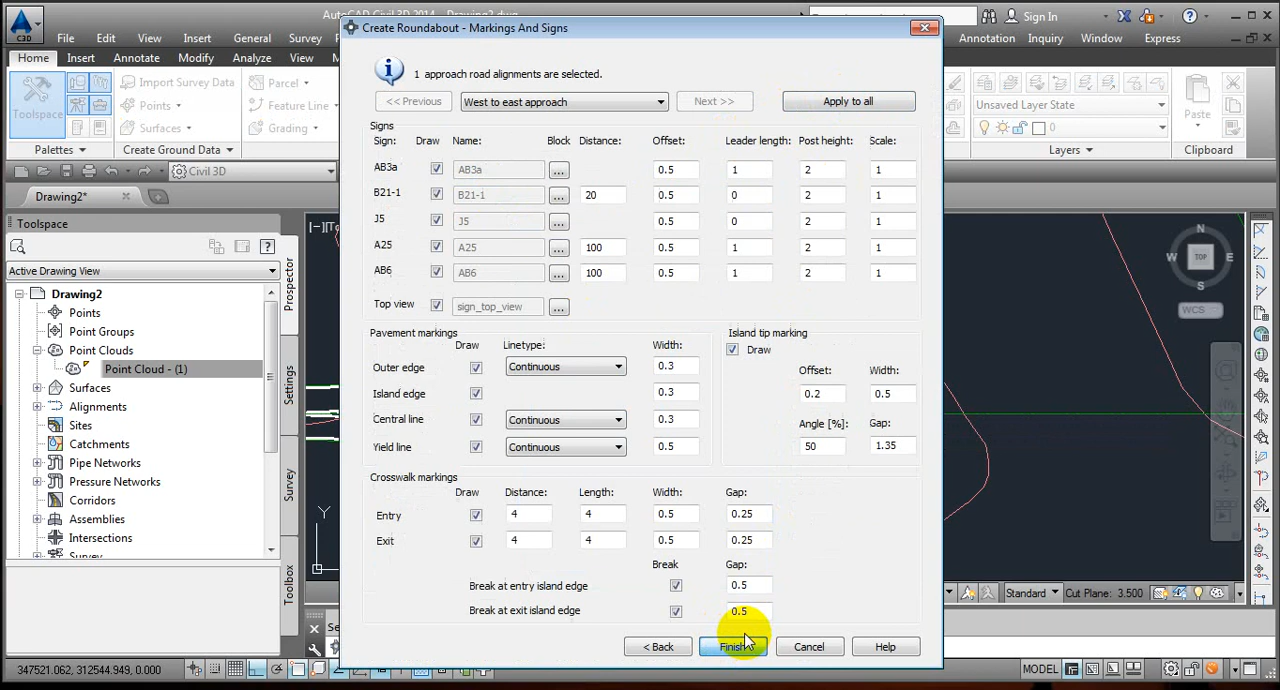 AutoCAD Civil 3D 2014 Drawing2.dwg
Sign In
C3D
File Edit View Insert General Survey
Annotation Inquiry Window Express
Home Insert Annotate Modify Analyze View
Toolspace
Import Survey Data
Points
Surfaces
Parcel
Feature Line
Grading
Palettes
Create Ground Data
Unsaved Layer State
0
Layers
Paste
Clipboard
Civil 3D
Drawing2*
Toolspace
Active Drawing View
Drawing2
Points
Point Groups
Point Clouds
Point Cloud - (1)
Surfaces
Alignments
Sites
Catchments
Pipe Networks
Pressure Networks
Corridors
Assemblies
Intersections
Survey
Prospector
Settings
Survey
Toolbox
[−][To
Y
Create Roundabout - Markings And Signs
1 approach road alignments are selected.
<< Previous West to east approach Next >> Apply to all
Signs
Sign: Draw Name: Block Distance: Offset: Leader length: Post height: Scale:
AB3a AB3a ... 0.5 1 2 1
B21-1 B21-1 ... 20 0.5 0 2 1
J5 J5 ... 0.5 0 2 1
A25 A25 ... 100 0.5 1 2 1
AB6 AB6 ... 100 0.5 1 2 1
Top view sign_top_view ...
Pavement markings
Draw Linetype: Width:
Outer edge Continuous 0.3
Island edge 0.3
Central line Continuous 0.3
Yield line Continuous 0.5
Island tip marking
Draw
Offset: Width:
0.2 0.5
Angle [%]: Gap:
50 1.35
Crosswalk markings
Draw Distance: Length: Width: Gap:
Entry 4 4 0.5 0.25
Exit 4 4 0.5 0.25
Break Gap:
Break at entry island edge 0.5
Break at exit island edge 0.5
< Back Finish Cancel Help
N
W TOP E
S
WCS
Standard Cut Plane: 3.500
Se
347521.062, 312544.949, 0.000
MODEL